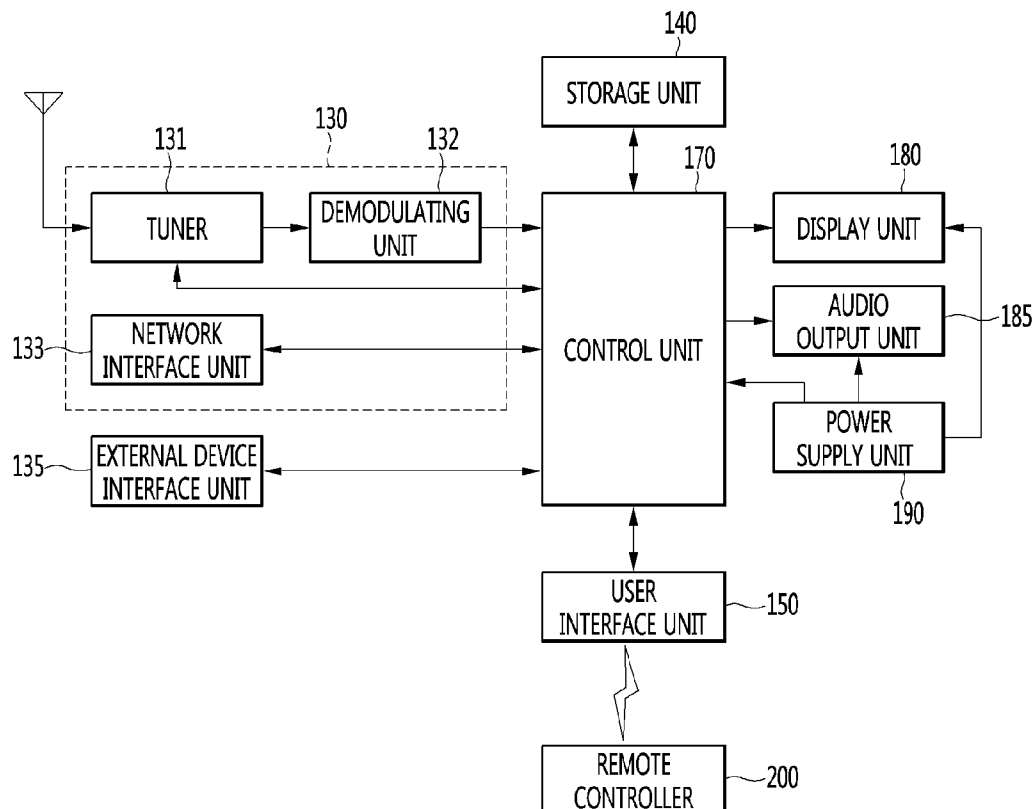 140
STORAGE UNIT
130
131
132
170
180
TUNER
DEMODULATING
UNIT
DISPLAY UNIT
AUDIO
OUTPUT UNIT
185
133
NETWORK
INTERFACE UNIT
CONTROL UNIT
POWER
SUPPLY UNIT
190
135
EXTERNAL DEVICE
INTERFACE UNIT
USER
INTERFACE UNIT
150
REMOTE
CONTROLLER
200